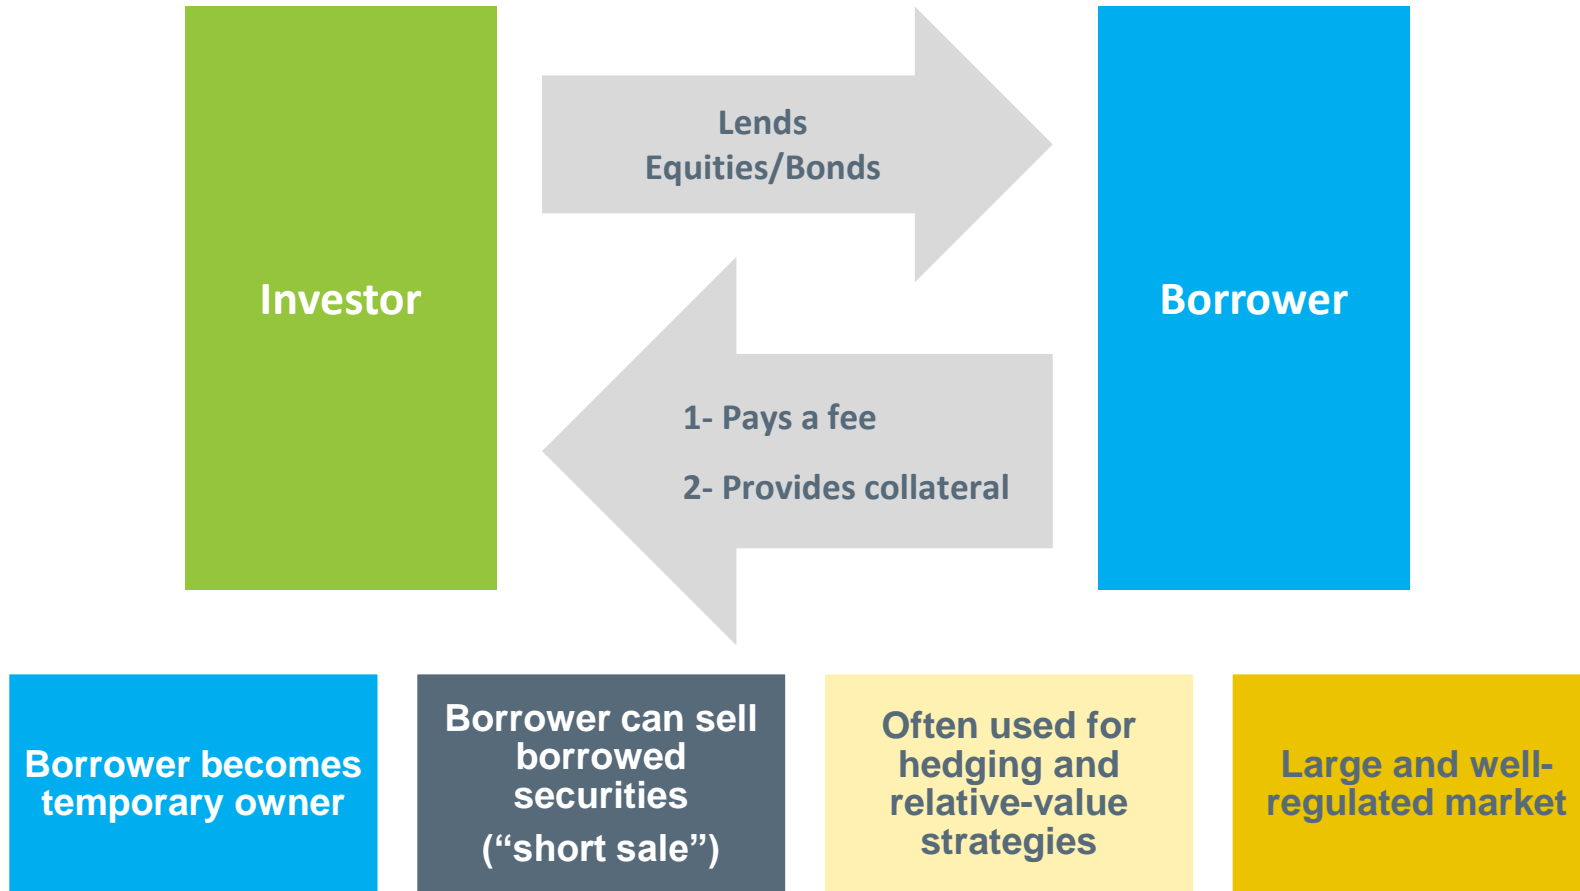 Lends
Equities/Bonds
Investor
Borrower
1- Pays a fee
2- Provides collateral
Borrower becomes
temporary owner
Borrower can sell
borrowed
securities
(“short sale”)
Often used for
hedging and
relative-value
strategies
Large and well-
regulated market